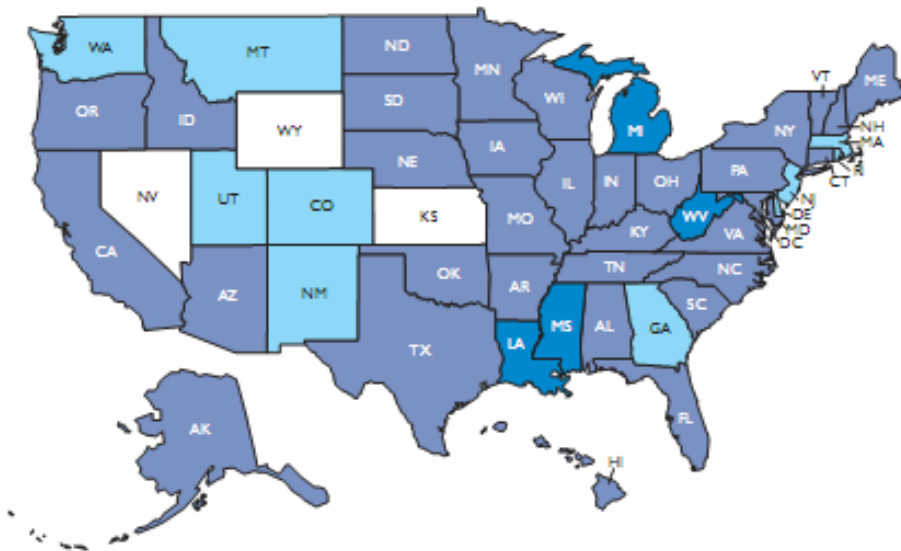 WA
MT
ND
MN
VT
ME
OR
ID
SD
WI
MI
NY
NH
MA
WY
IA
PA
RI
CT
NE
NV
UT
CO
IL
IN
OH
NJ
KS
MO
WV
DE
MD
CA
KY
VA
DC
AZ
NM
OK
AR
TN
NC
SC
TX
LA
MS
AL
GA
FL
AK
HI